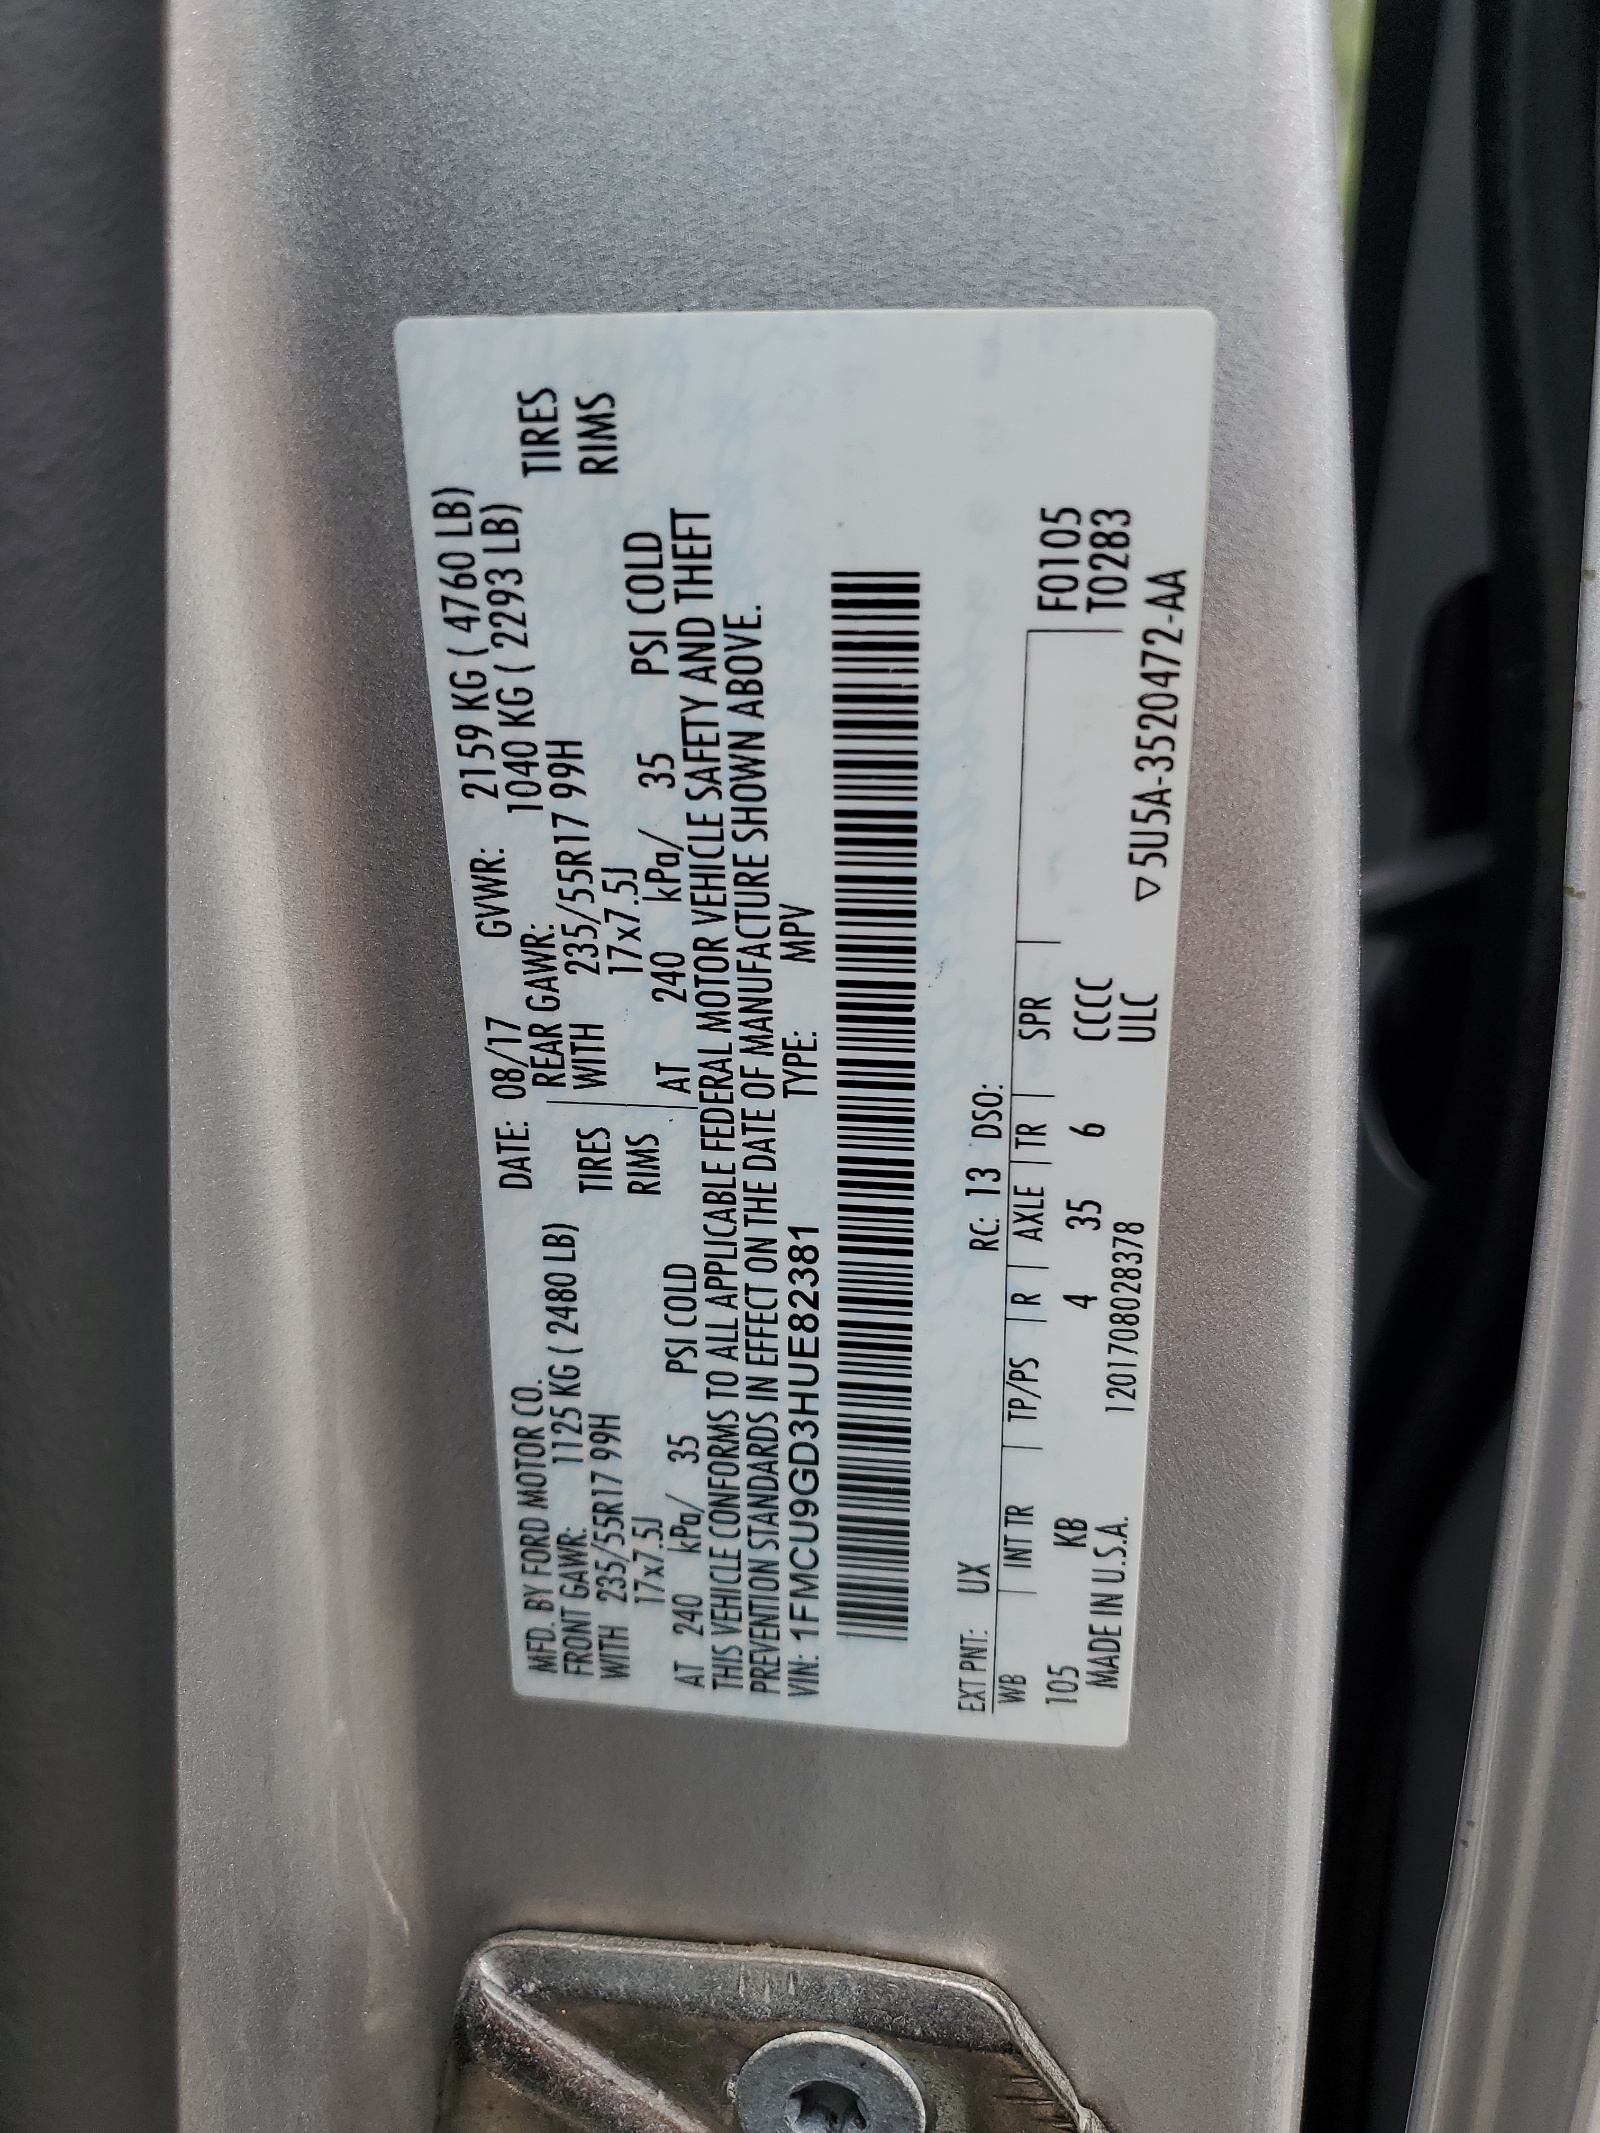 MFD. BY FORD MOTOR CO. DATE: 08/17 GVWR: 2159 KG ( 4760 LB)
FRONT GAWR: 1125 KG ( 2480 LB) REAR GAWR: 1040 KG ( 2293 LB)
WITH 235/55R17 99H TIRES WITH 235/55R17 99H TIRES
17x7.5J RIMS 17x7.5J RIMS
AT 240 kPa/ 35 PSI COLD AT 240 kPa/ 35 PSI COLD
THIS VEHICLE CONFORMS TO ALL APPLICABLE FEDERAL MOTOR VEHICLE SAFETY AND THEFT
PREVENTION STANDARDS IN EFFECT ON THE DATE OF MANUFACTURE SHOWN ABOVE.
VIN: 1FMCU9GD3HUE82381 TYPE: MPV
EXT PNT: UX RC: 13 DSO:
WB INT TR TP/PS R AXLE TR SPR F0105
105 KB 4 35 6 CCCC T0283
MADE IN U.S.A. 1201708028378 ULC
▽5U5A-3520472-AA